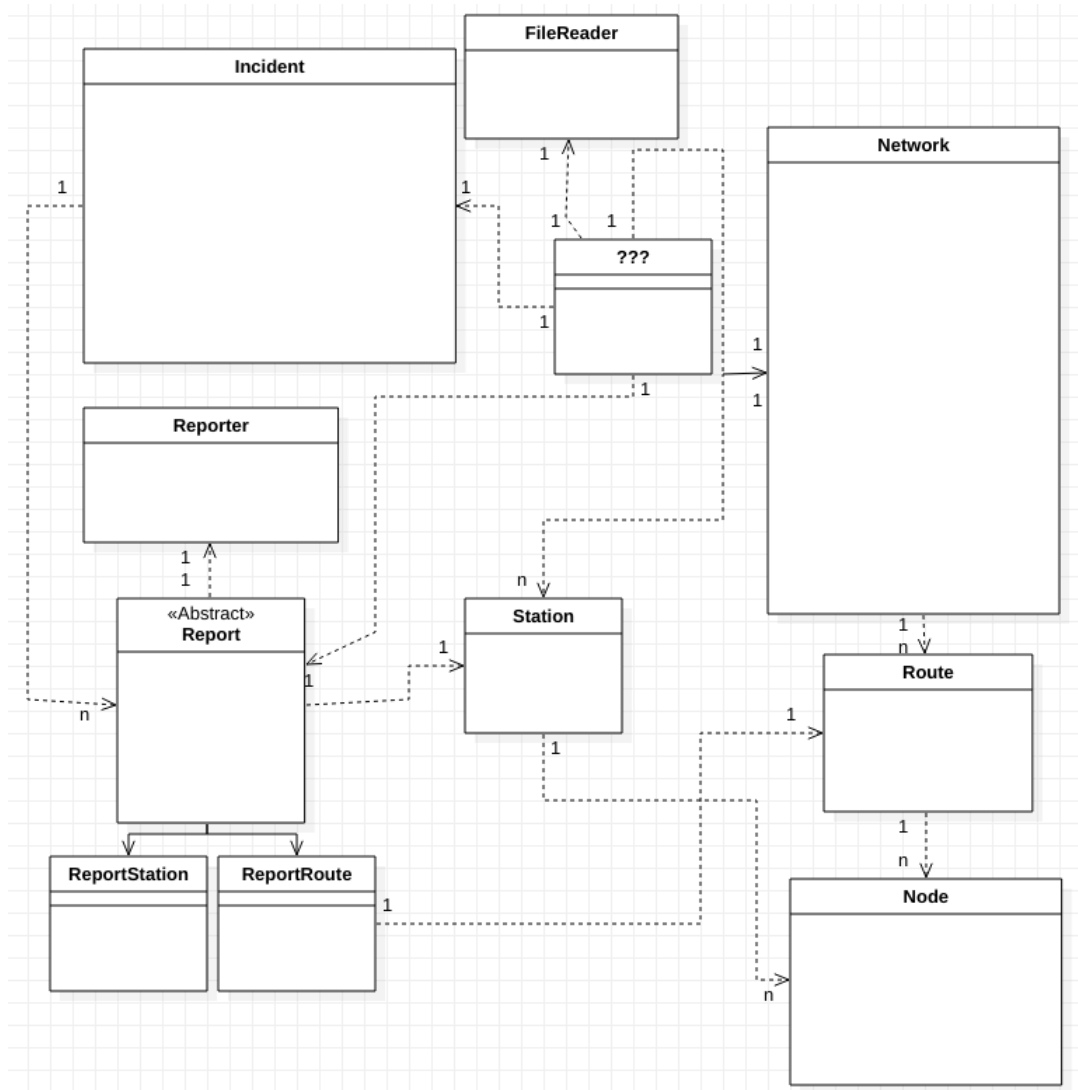 FileReader
Incident
Network
1
1
1
1
1
???
1
1
1
1
Reporter
1
1
n
«Abstract»
Report
Station
1
n
Route
1
1
n
1
1
1
n
ReportStation
ReportRoute
Node
1
n